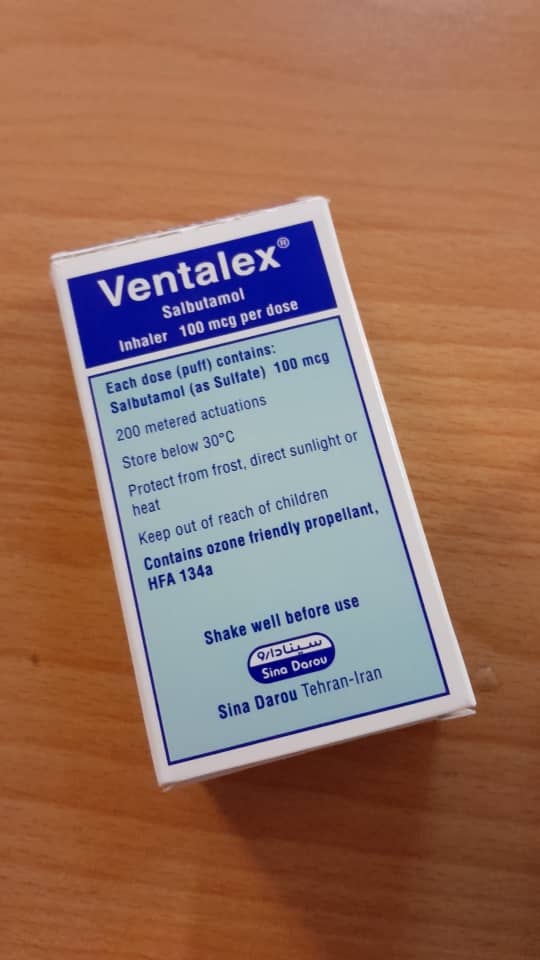 Ventalex®
Salbutamol
Inhaler 100 mcg per dose
Each dose (puff) contains:
Salbutamol (as Sulfate) 100 mcg
200 metered actuations
Store below 30°C
Protect from frost, direct sunlight or
heat
Keep out of reach of children
Contains ozone friendly propellant,
HFA 134a
Shake well before use
سینادارو
Sina Darou
Sina Darou Tehran-Iran